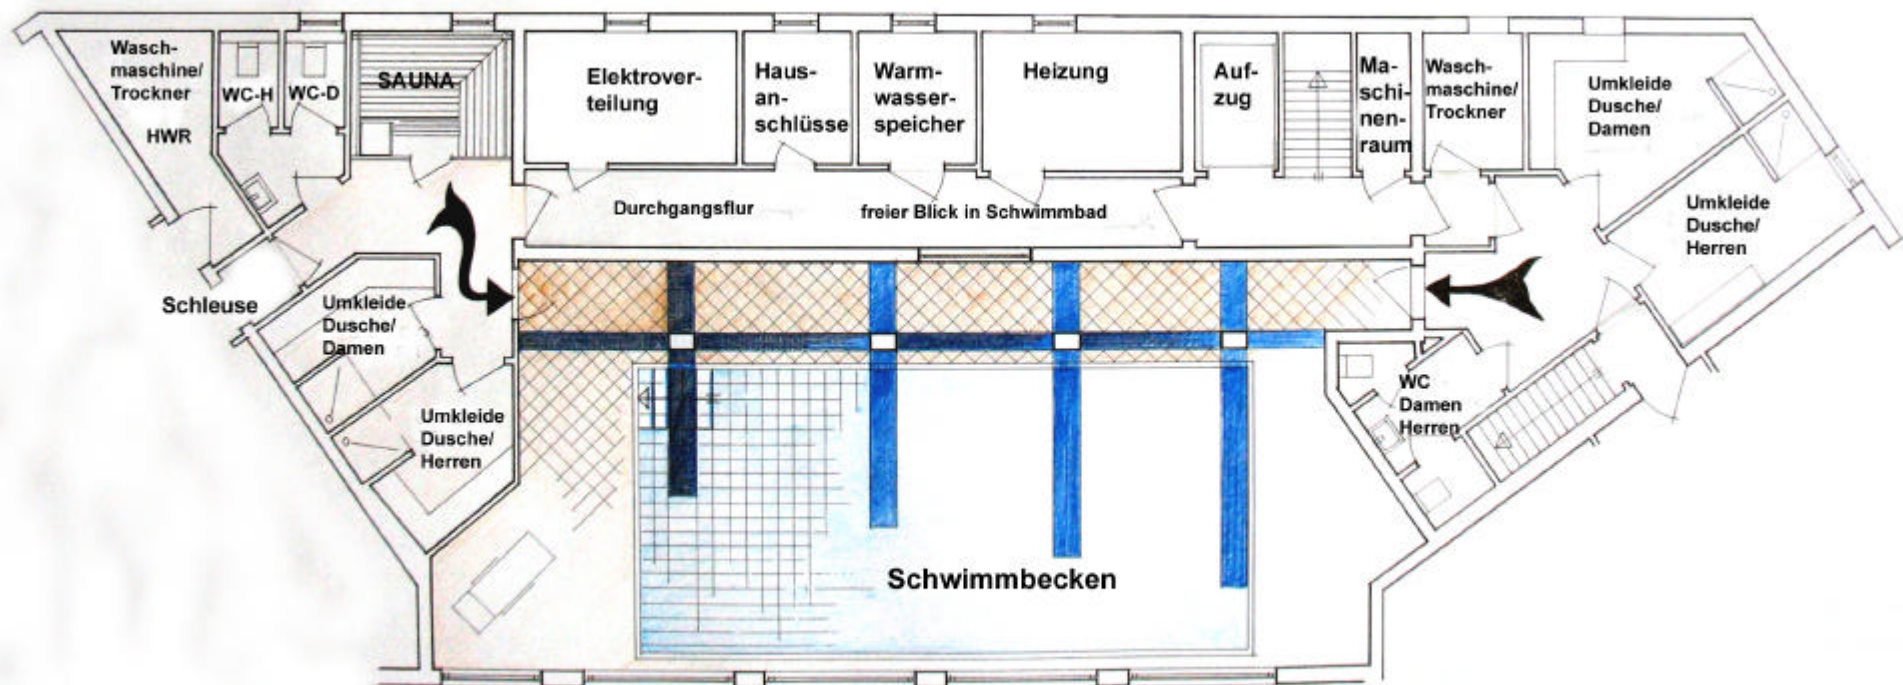 Wasch-
maschine/
Trockner
HWR
WC-H
WC-D
SAUNA
Elektrover-
teilung
Haus-
an-
schlüsse
Warm-
wasser-
speicher
Heizung
Auf-
zug
Ma-
schi-
nen-
raum
Wasch-
maschine/
Trockner
Umkleide
Dusche/
Damen
Umkleide
Dusche/
Herren
Durchgangsflur
freier Blick in Schwimmbad
Schleuse
Umkleide
Dusche/
Damen
Umkleide
Dusche/
Herren
WC
Damen
Herren
Schwimmbecken